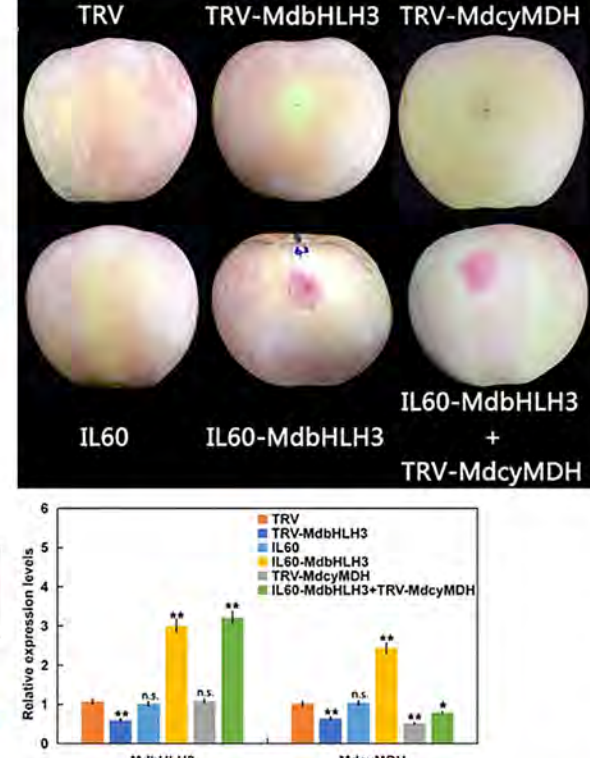 TRV TRV-MdbHLH3 TRV-MdcyMDH
IL60 IL60-MdbHLH3 IL60-MdbHLH3
+
TRV-MdcyMDH
6
5
4
3
2
1
0
Relative expression levels
TRV
TRV-MdbHLH3
IL60
IL60-MdbHLH3
TRV-MdcyMDH
IL60-MdbHLH3+TRV-MdcyMDH
** n.s. ** n.s. ** ** n.s. ** ** *